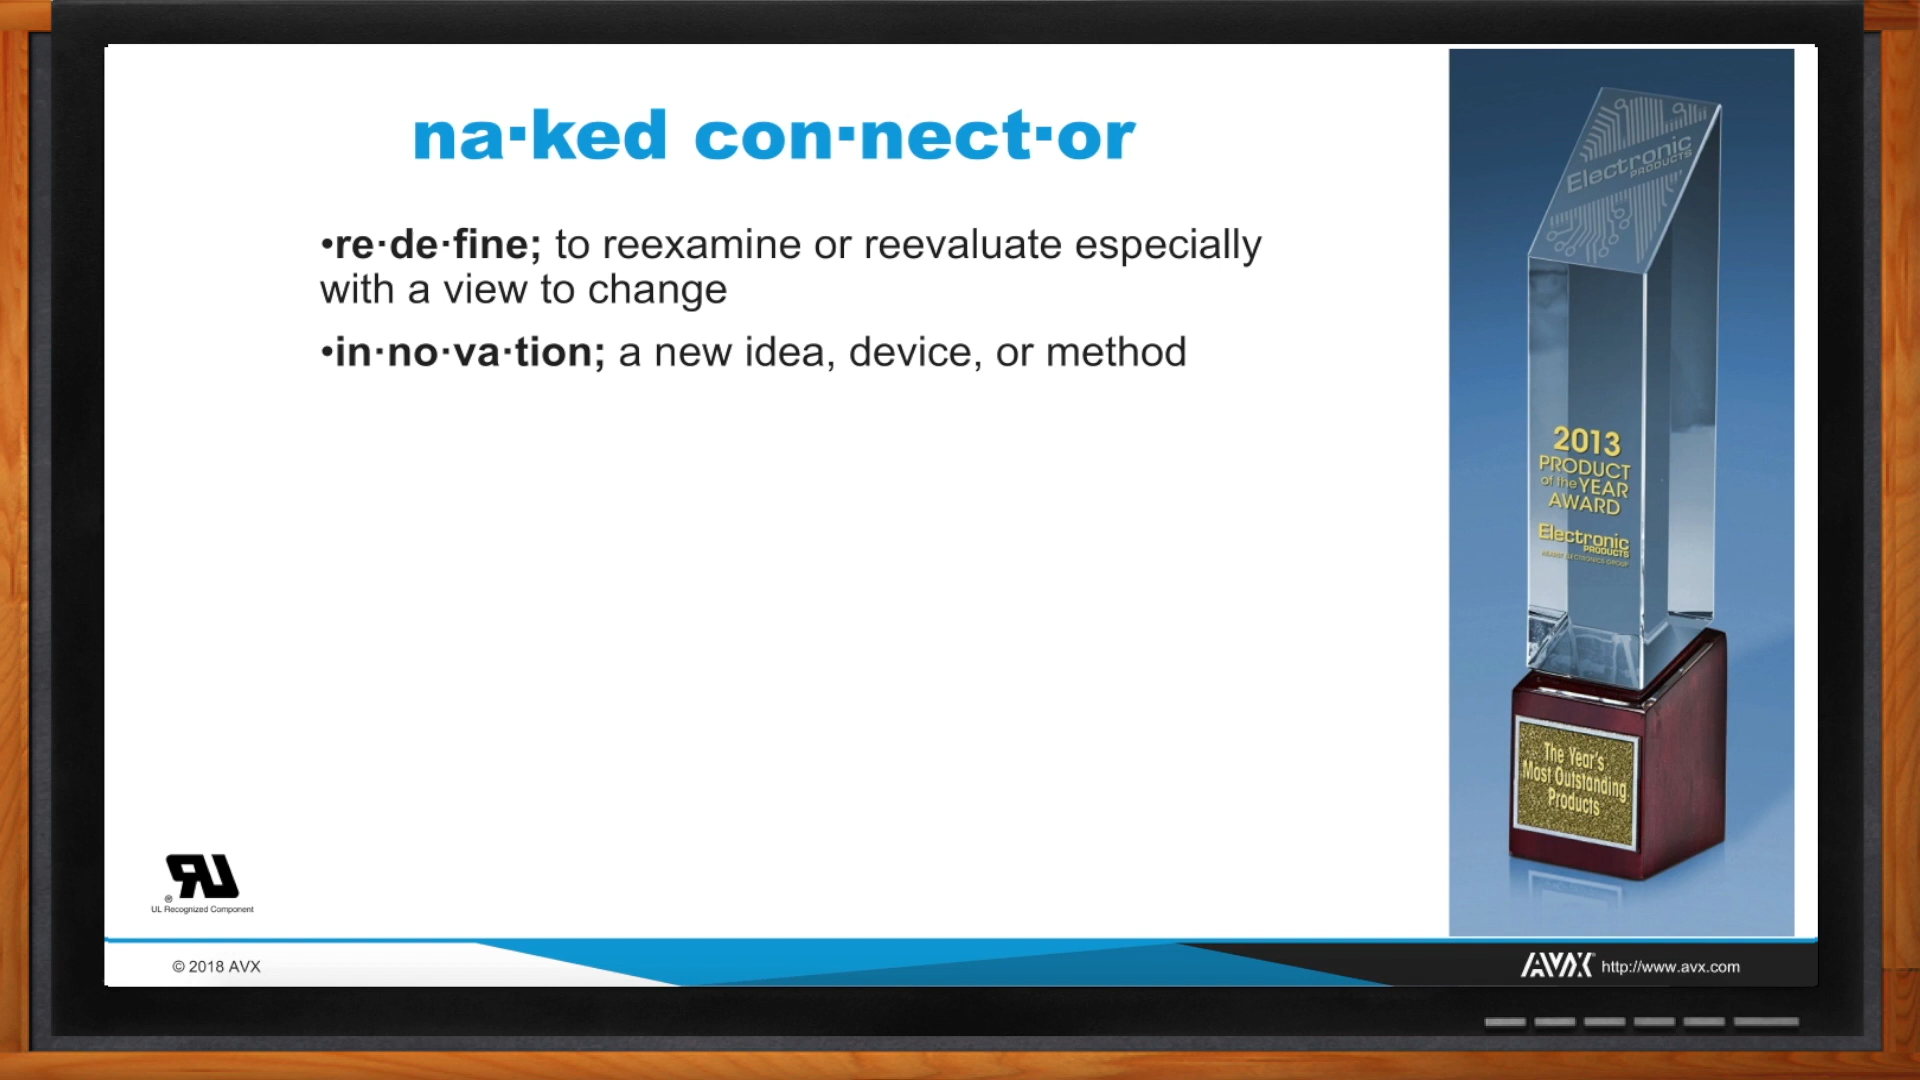 na·ked con·nect·or
•re·de·fine; to reexamine or reevaluate especially
with a view to change
•in·no·va·tion; a new idea, device, or method
Electronic
PRODUCTS
2013
PRODUCT
of the YEAR
AWARD
Electronic
PRODUCTS
The Year's
Most Outstanding
Products
®
UL Recognized Component
© 2018 AVX
AVX http://www.avx.com